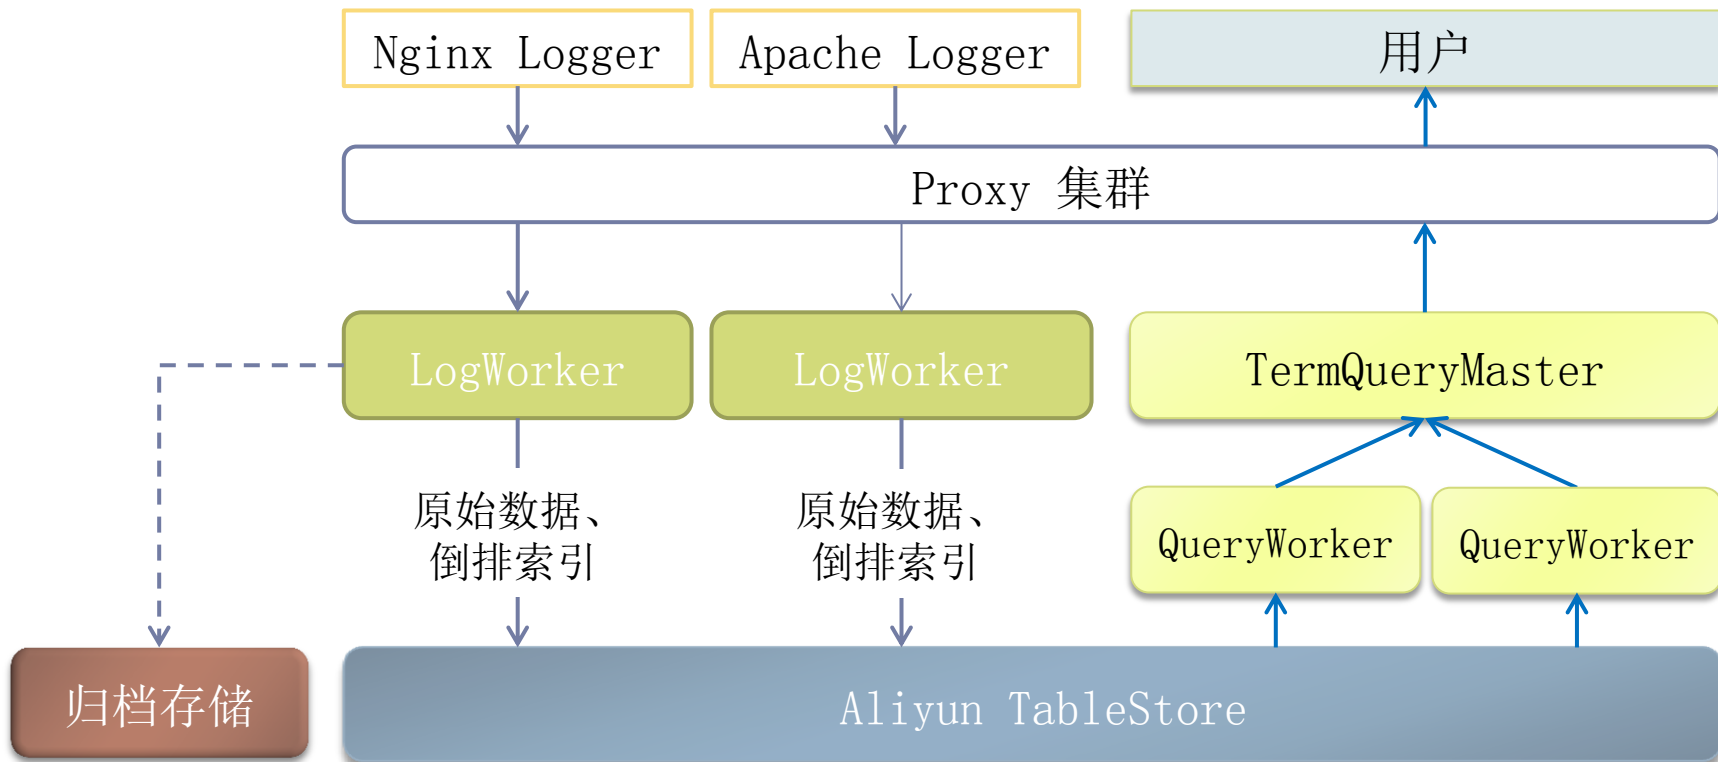 Nginx Logger
Apache Logger
用户
Proxy 集群
LogWorker
LogWorker
TermQueryMaster
原始数据、
倒排索引
原始数据、
倒排索引
QueryWorker
QueryWorker
归档存储
Aliyun TableStore